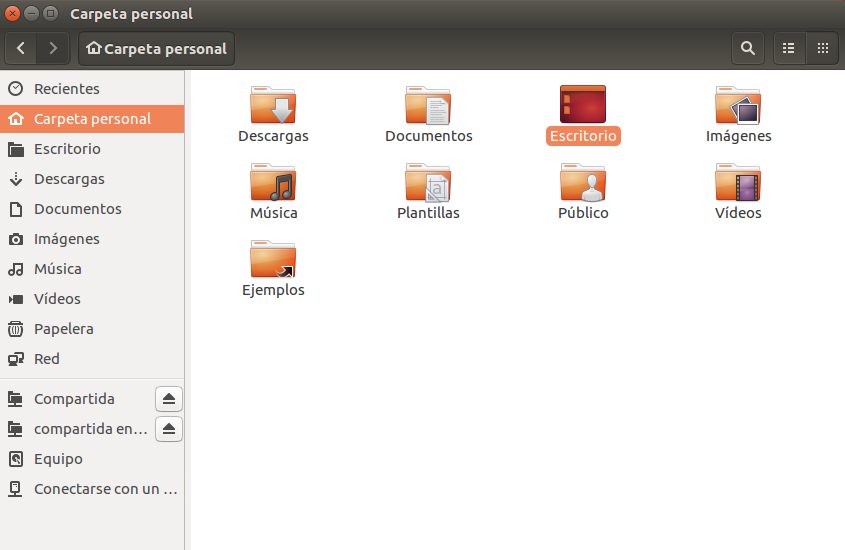 Carpeta personal
Carpeta personal
Recientes
Carpeta personal
Escritorio
Descargas
Documentos
Imágenes
Música
Vídeos
Papelera
Red
Compartida
compartida en…
Equipo
Conectarse con un …
Descargas
Documentos
Escritorio
Imágenes
Música
Plantillas
Público
Vídeos
Ejemplos